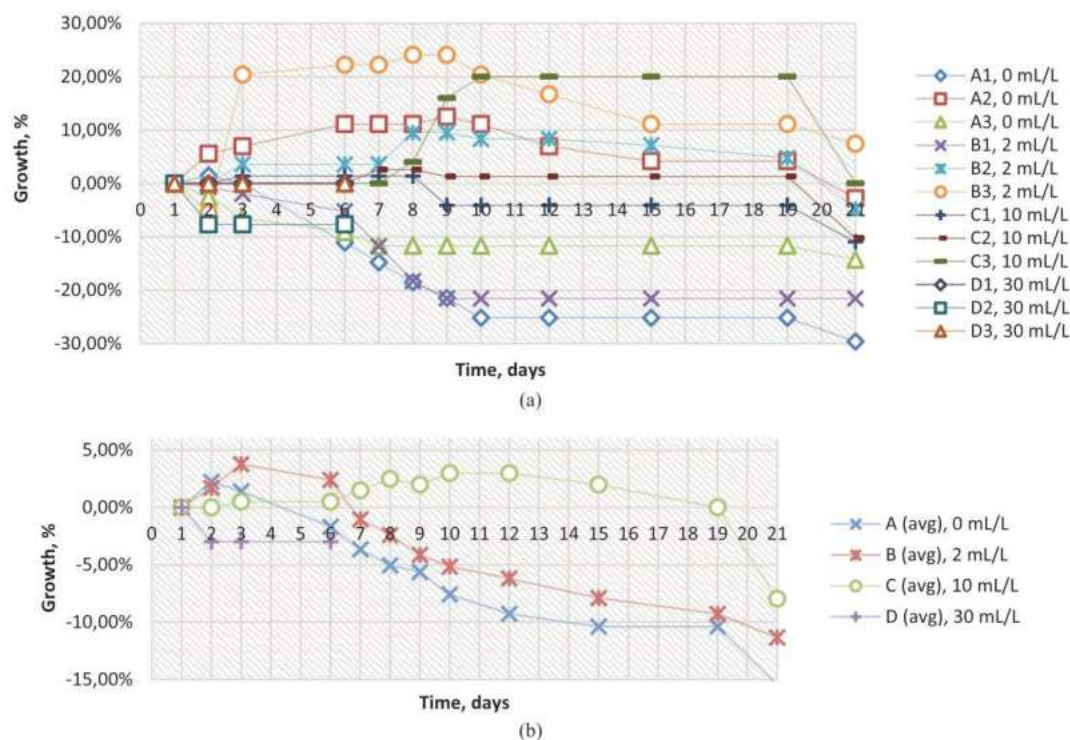 30,00%
20,00%
10,00%
0,00%
-10,00%
-20,00%
-30,00%
Growth, %
0 1 2 3 6 7 8 9 10 12 13 14 15 16 17 18 19 20
Time, days
A1, 0 mL/L
A2, 0 mL/L
A3, 0 mL/L
B1, 2 mL/L
B2, 2 mL/L
B3, 2 mL/L
C1, 10 mL/L
C2, 10 mL/L
C3, 10 mL/L
D1, 30 mL/L
D2, 30 mL/L
D3, 30 mL/L
(a)
5,00%
0,00%
-5,00%
-10,00%
-15,00%
Growth, %
0 1 2 3 4 5 6 7 8 9 10 11 12 13 14 15 16 17 18 19 20 21
Time, days
A (avg), 0 mL/L
B (avg), 2 mL/L
C (avg), 10 mL/L
D (avg), 30 mL/L
(b)